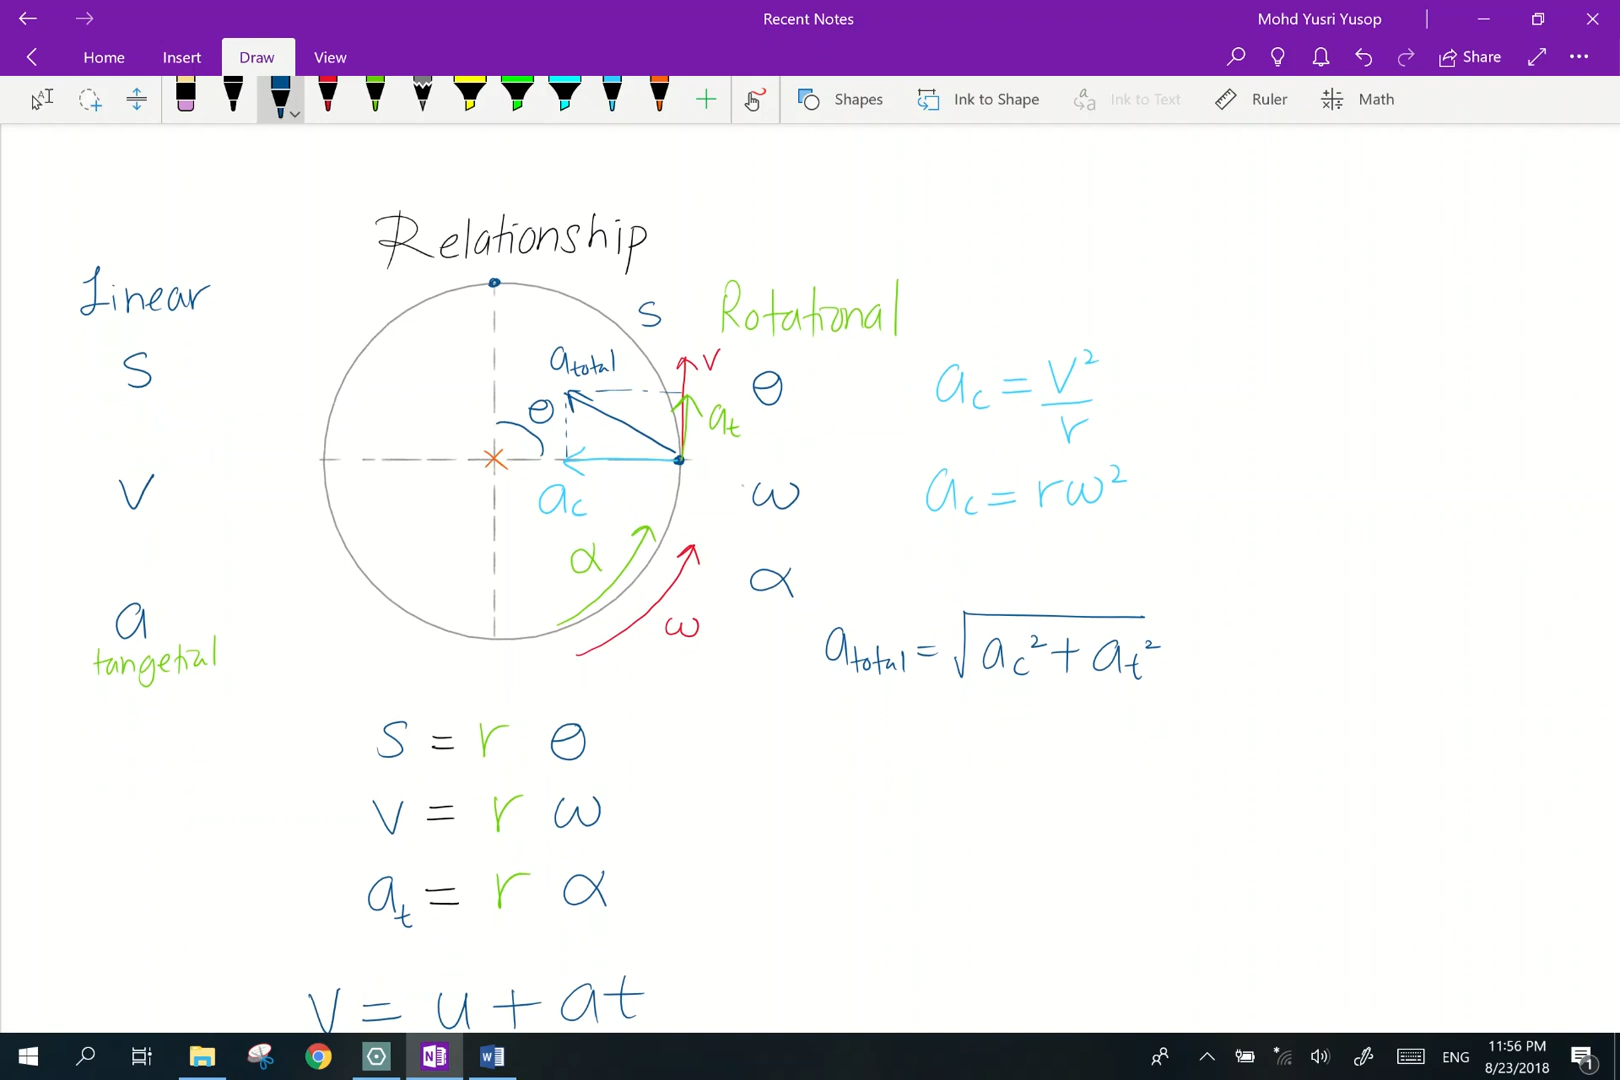 Recent Notes
Mohd Yusri Yusop
Home
Insert
Draw
View
Share
Shapes
Ink to Shape
Ink to Text
Ruler
Math
Relationship
Linear
Rotational
s
s
v
a
tangetial
a_total
θ
v
a_t
a_c
α
ω
θ
ω
α
a_c = v²/r
a_c = rω²
a_total = √(a_c² + a_t²)
s = r θ
v = r ω
a_t = r α
v = u + at
ENG
11:56 PM
8/23/2018
1